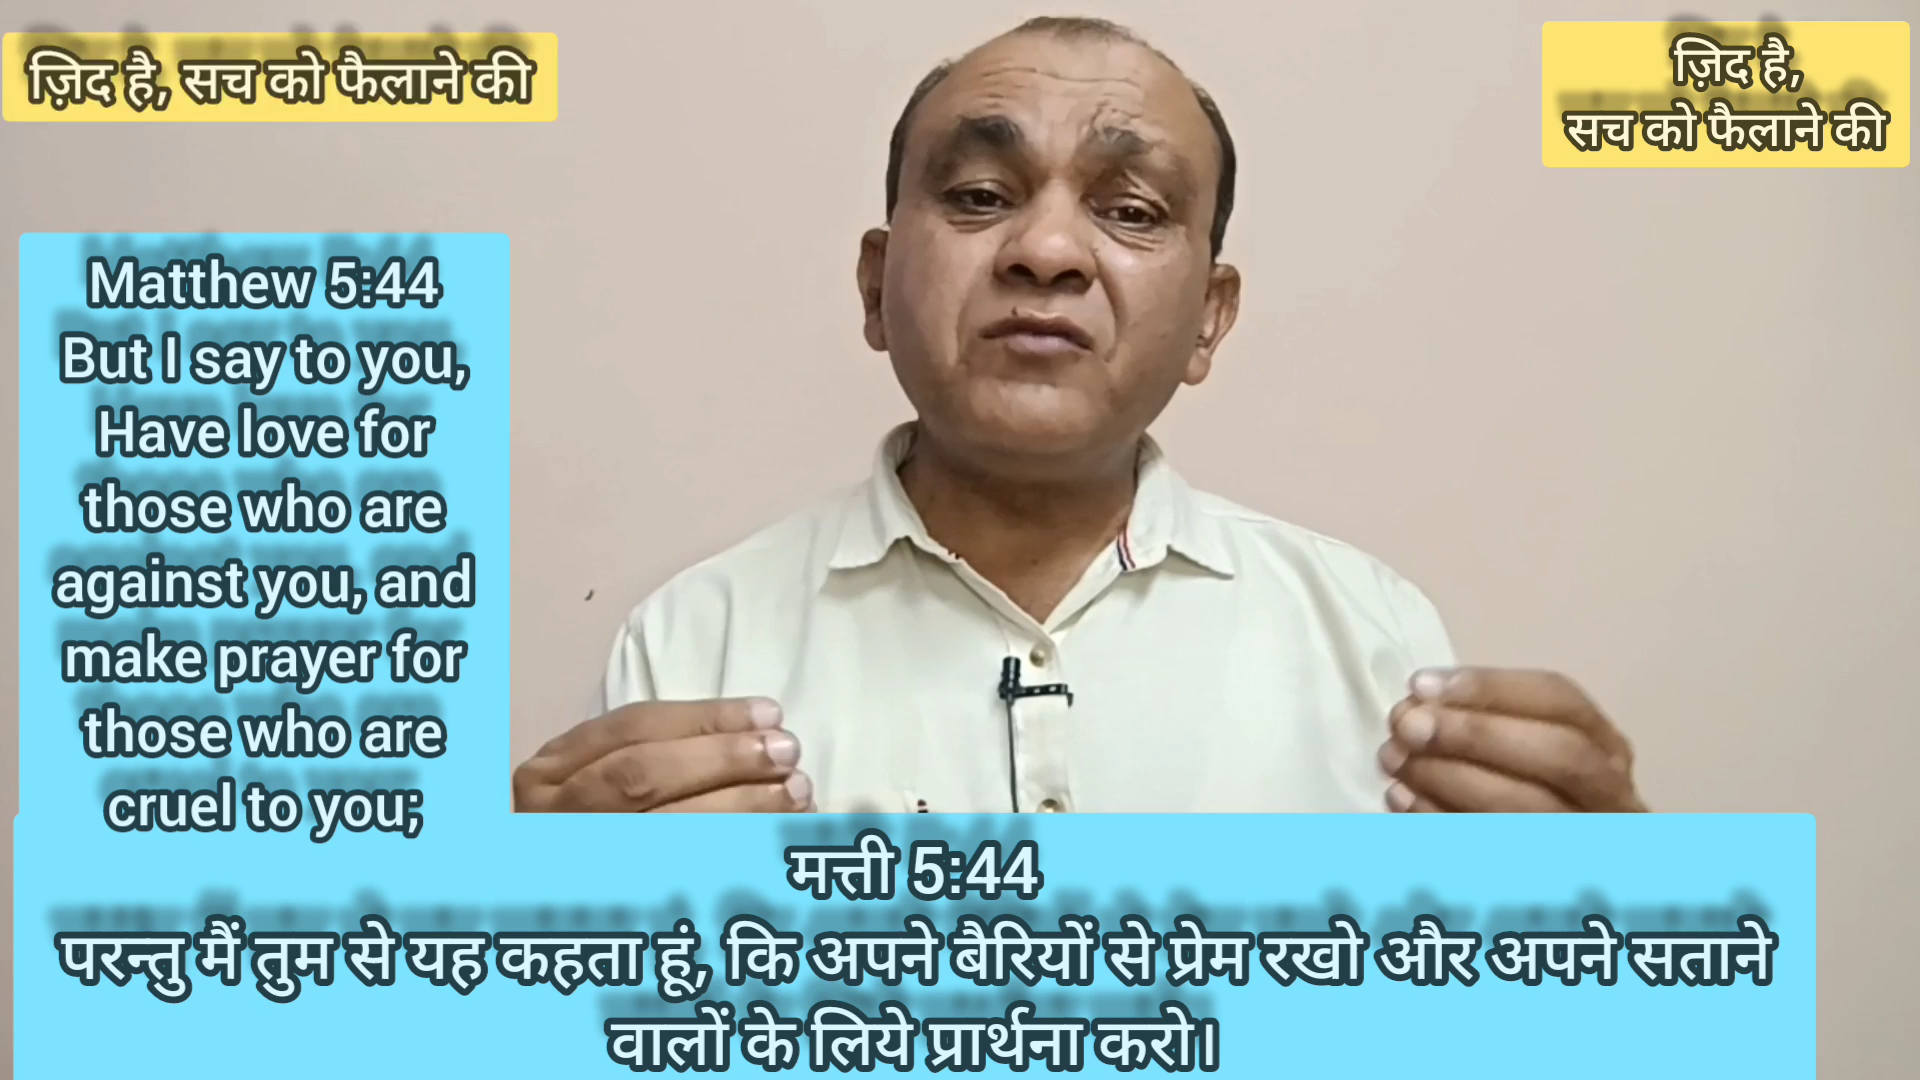 ज़िद है, सच को फैलाने की
ज़िद है,
सच को फैलाने की
Matthew 5:44
But I say to you,
Have love for
those who are
against you, and
make prayer for
those who are
cruel to you;
मत्ती 5:44
परन्तु मैं तुम से यह कहता हूं, कि अपने बैरियों से प्रेम रखो और अपने सताने
वालों के लिये प्रार्थना करो।